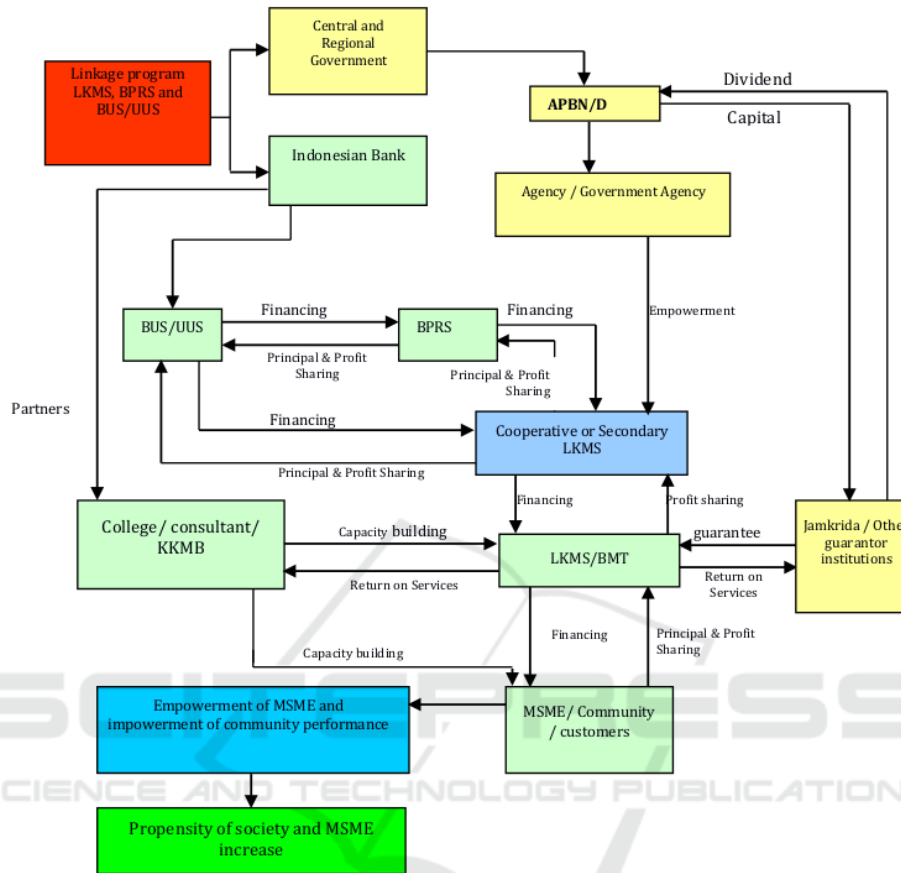 Central and
Regional
Government
Linkage program
LKMS, BPRS and
BUS/UUS
Dividend
APBN/D
Capital
Indonesian Bank
Agency / Government Agency
Financing
Financing
Empowerment
BUS/UUS
BPRS
Principal & Profit
Sharing
Principal & Profit
Sharing
Partners
Financing
Cooperative or Secondary
LKMS
Principal & Profit Sharing
Financing
Profit sharing
College / consultant/
KKMB
Capacity building
LKMS/BMT
guarantee
Jamkrida / Othe
guarantor
institutions
Return on Services
Return on
Services
Financing
Principal & Profit
Sharing
Capacity building
Empowerment of MSME and
impowerment of community performance
MSME/ Community
/ customers
SCITEPRESS
SCIENCE AND TECHNOLOGY PUBLICATION
Propensity of society and MSME
increase